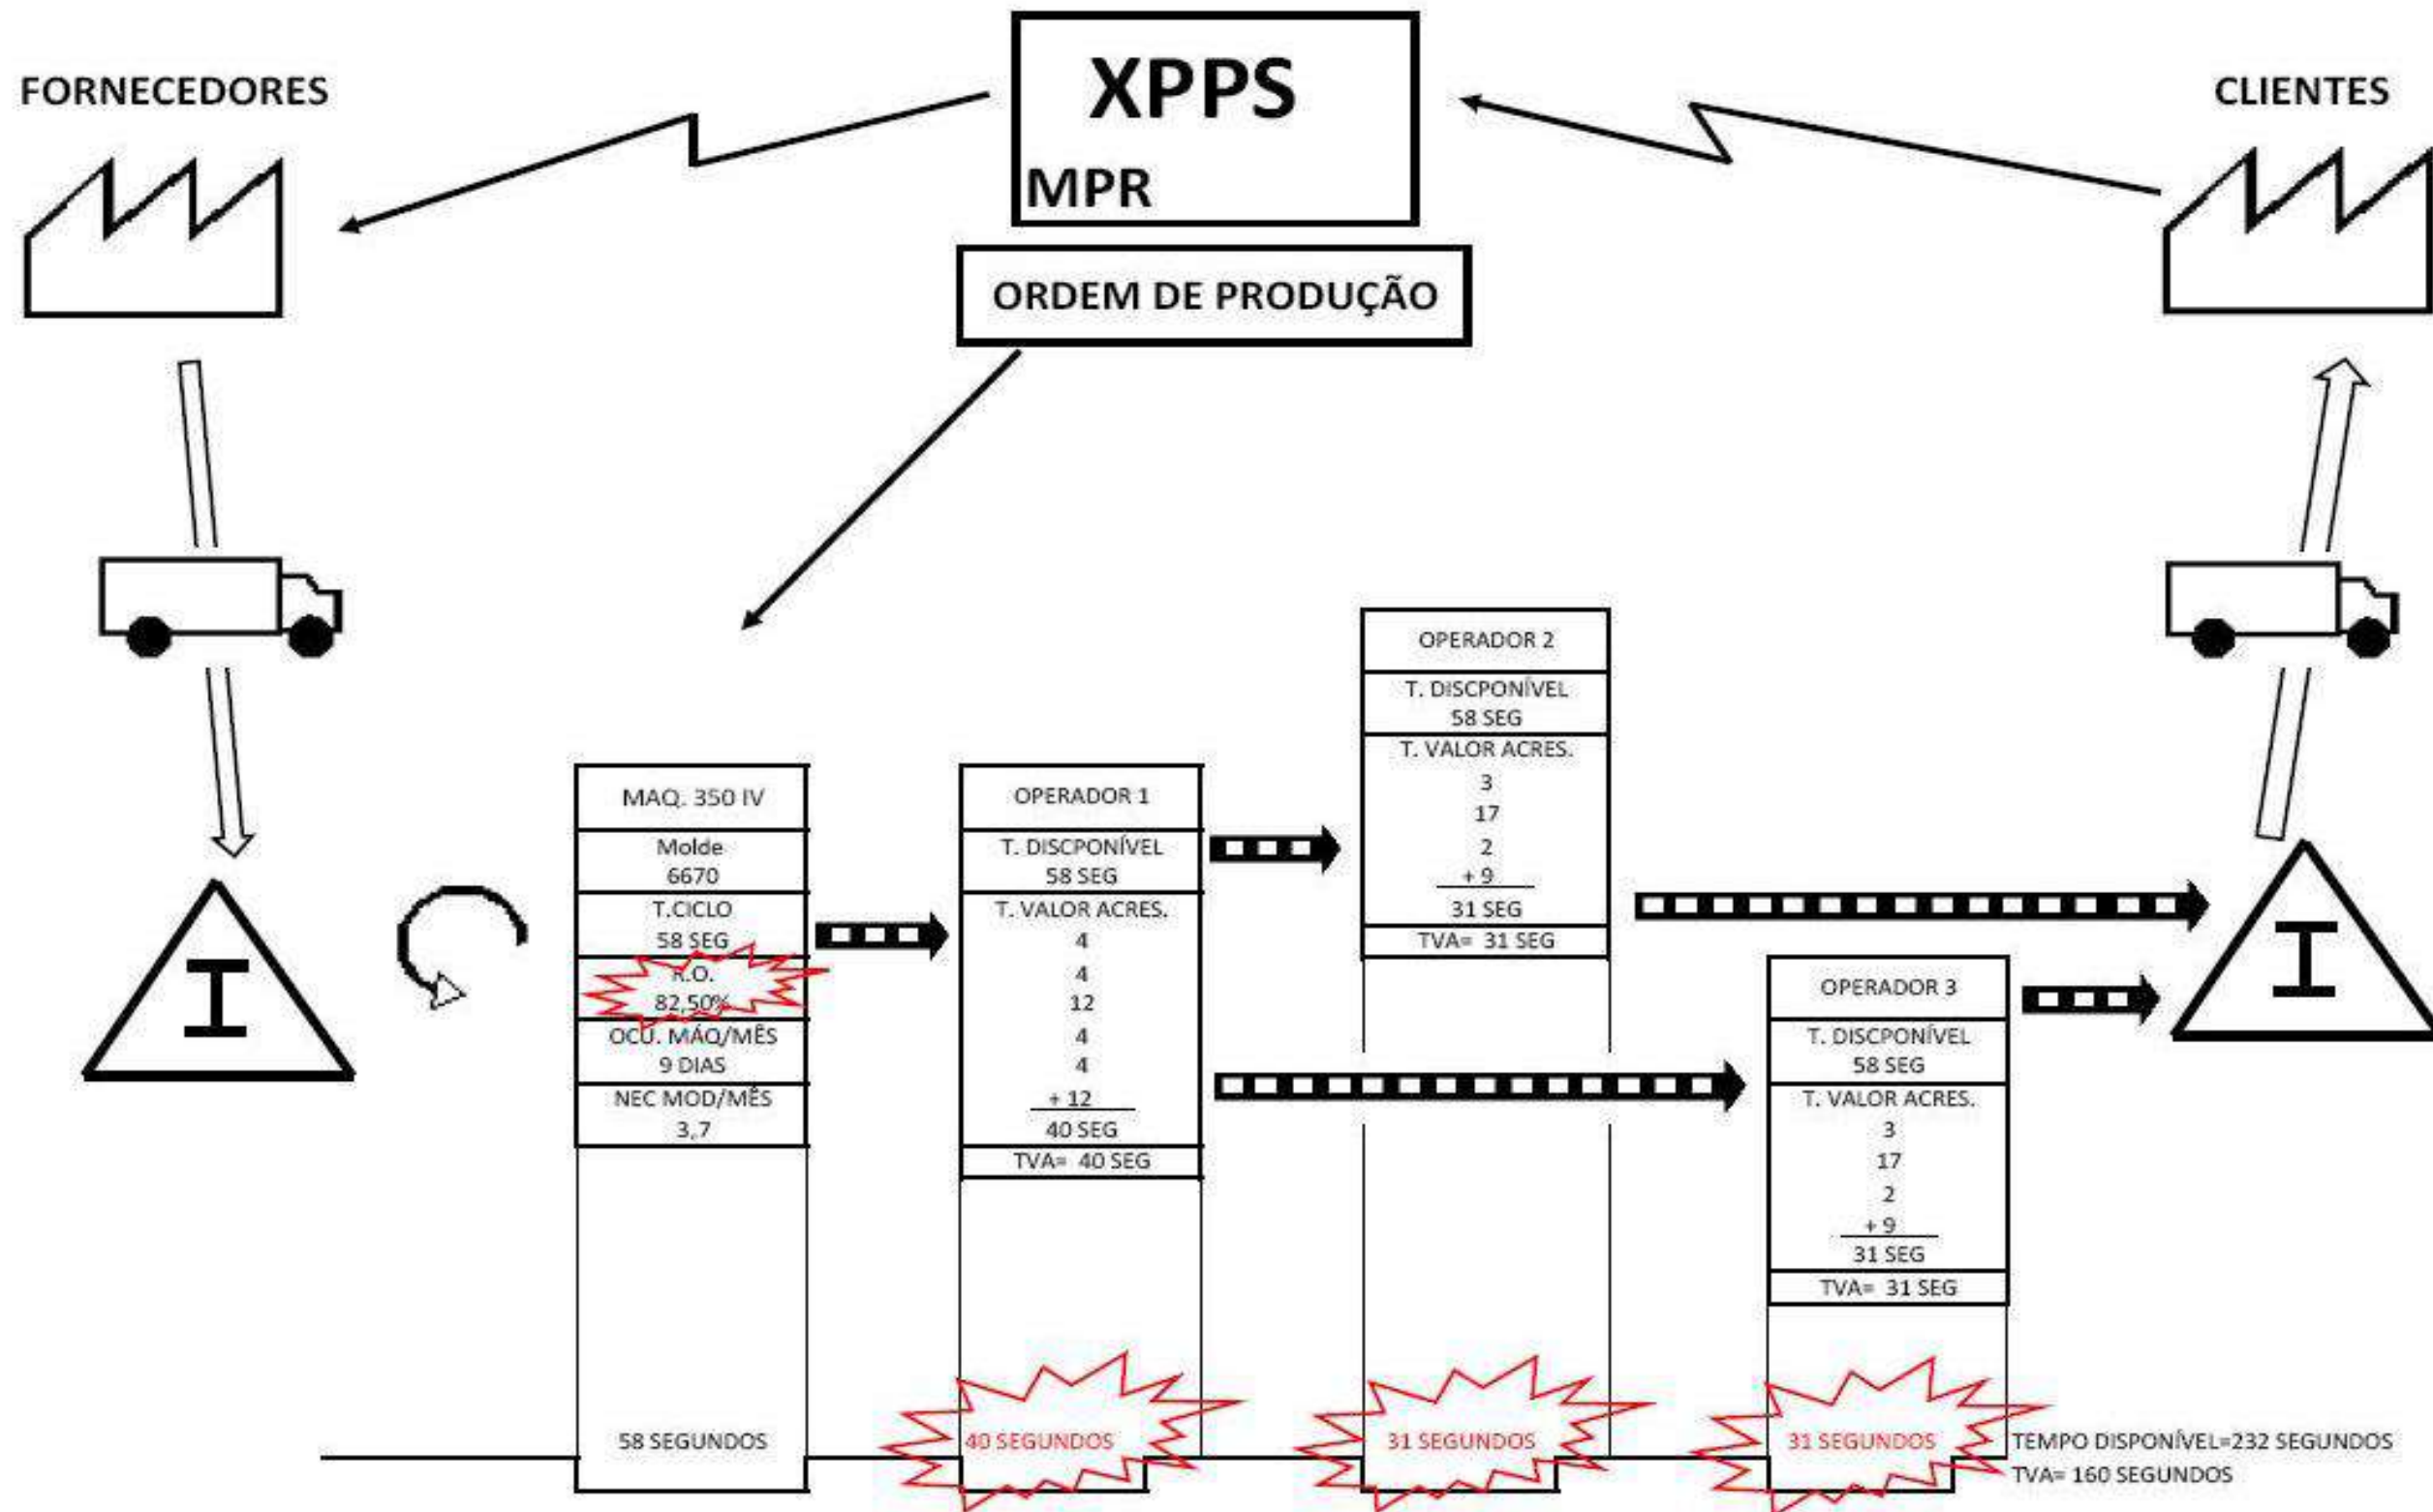 XPPS
MPR
FORNECEDORES
CLIENTES
ORDEM DE PRODUÇÃO
MAQ. 350 IV
Molde
6670
T.CICLO
58 SEG
R.O.
82,50%
OCU. MÁQ/MÊS
9 DIAS
NEC MOD/MÊS
3,7
OPERADOR 1
T. DISCPONÍVEL
58 SEG
T. VALOR ACRES.
4
4
12
4
4
+ 12
40 SEG
TVA= 40 SEG
OPERADOR 2
T. DISCPONÍVEL
58 SEG
T. VALOR ACRES.
3
17
2
+ 9
31 SEG
TVA= 31 SEG
OPERADOR 3
T. DISCPONÍVEL
58 SEG
T. VALOR ACRES.
3
17
2
+ 9
31 SEG
TVA= 31 SEG
I
I
58 SEGUNDOS
40 SEGUNDOS
31 SEGUNDOS
31 SEGUNDOS
TEMPO DISPONÍVEL=232 SEGUNDOS
TVA= 160 SEGUNDOS